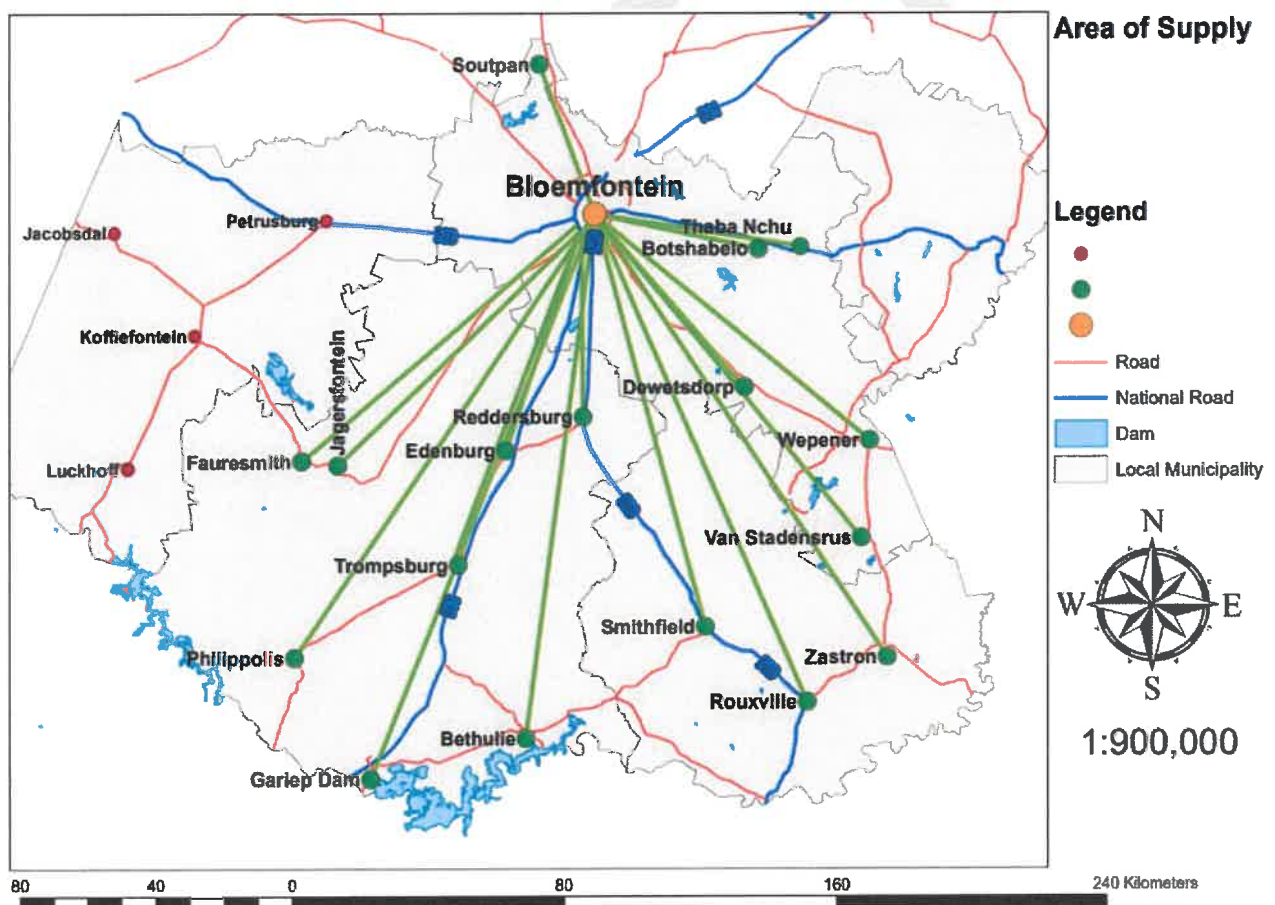 Area of Supply
Soutpan
Bloemfontein
Petrusburg
Jacobsdal
Thaba Nchu
Botshabelo
Koffiefontein
Jagersfontein
Dewetsdorp
Reddersburg
Edenburg
Wepener
Fauresmith
Luckhoff
Van Stadensrus
Trompsburg
Smithfield
Philippolis
Zastron
Rouxville
Bethulie
Gariep Dam
Legend
Road
National Road
Dam
Local Municipality
N
W
E
S
1:900,000
80 40 0 80 160 240 Kilometers